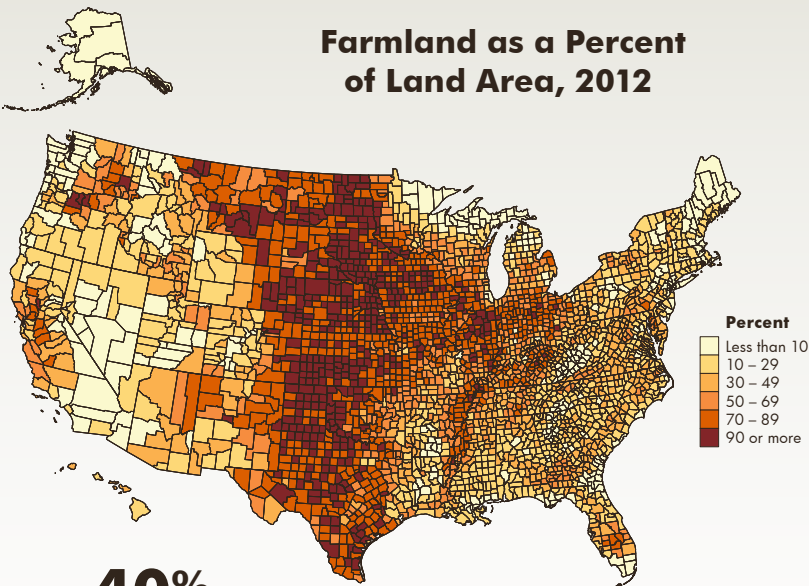 Farmland as a Percent
of Land Area, 2012
Percent
Less than 10
10 – 29
30 – 49
50 – 69
70 – 89
90 or more
40%